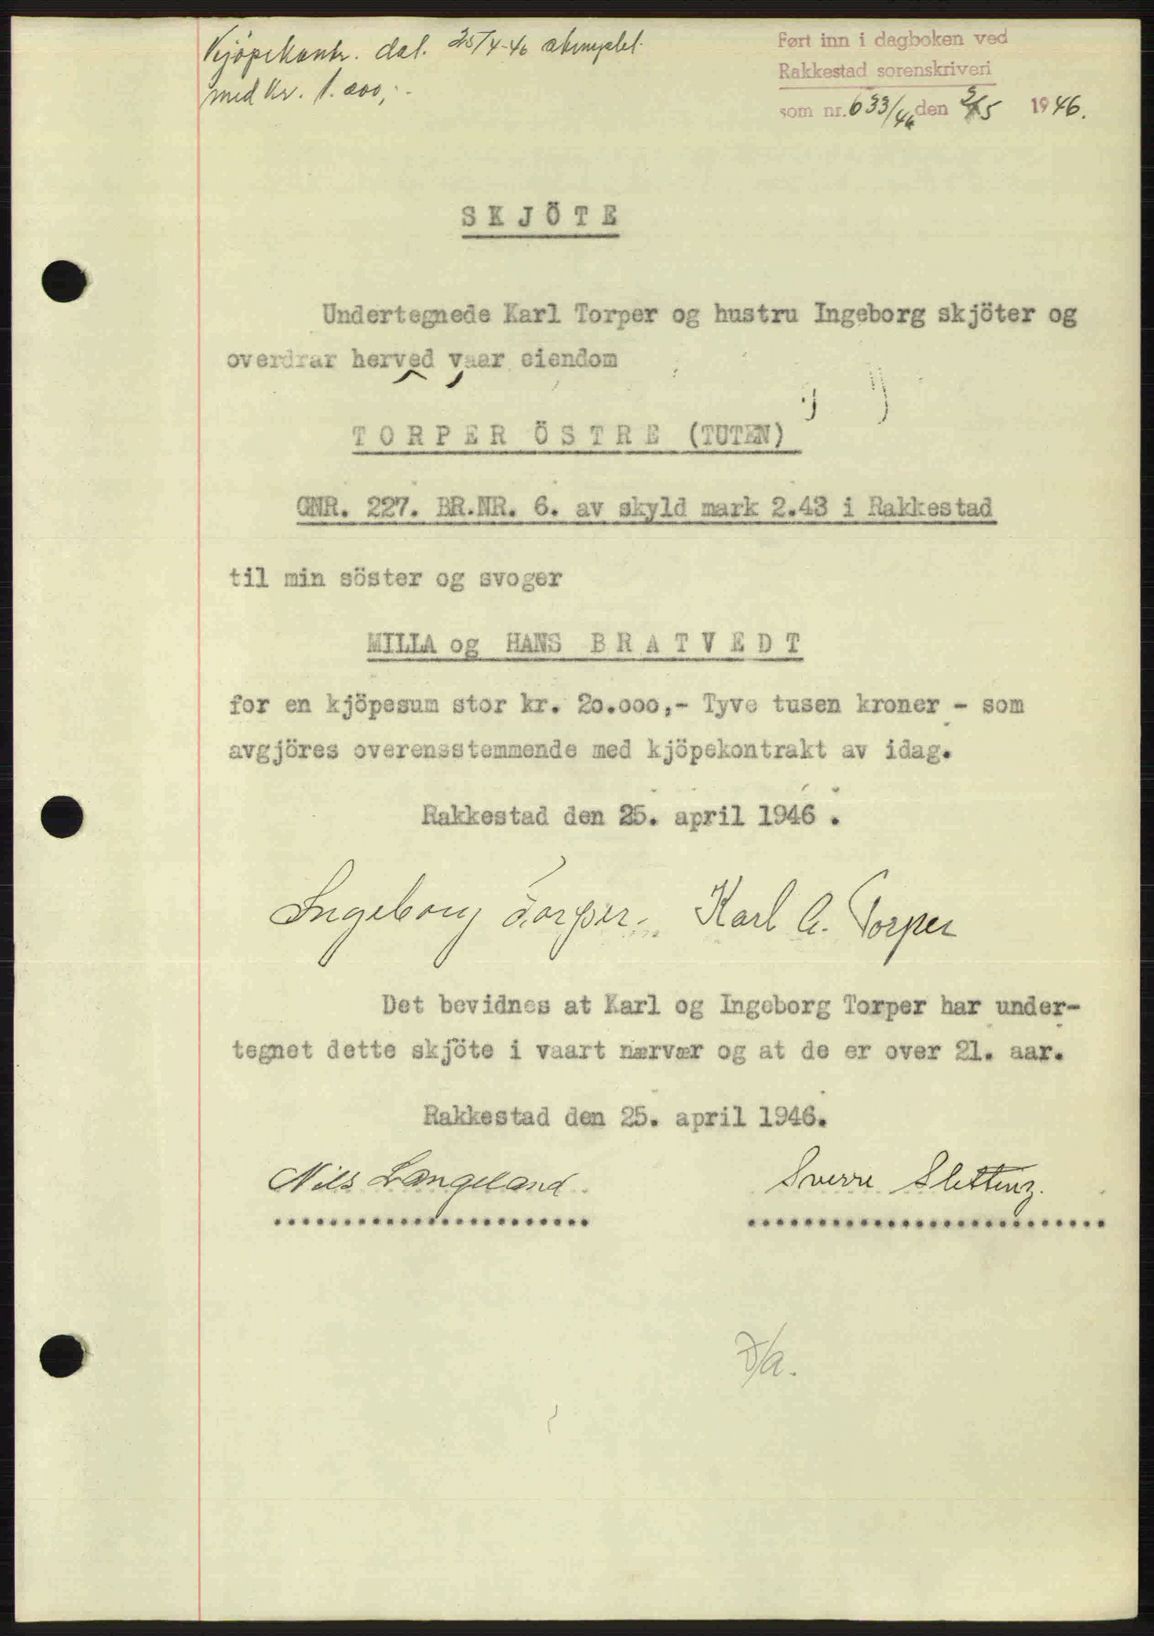 Kjöpekontr. dat. 25/4-46 stemplet
med kr. 1.000,-.
Ført inn i dagboken ved
Rakkestad sorenskriveri
som nr. 633/46 den 2/5 1946.
SKJÖTE
Undertegnede Karl Torper og hustru Ingeborg skjöter og
overdrar herved vaar eiendom
TORPER ÖSTRE (TUTEN)
GNR. 227. BR.NR. 6. av skyld mark 2.43 i Rakkestad
til min söster og svoger
MILLA og HANS BRATVEDT
for en kjöpesum stor kr. 20.000,- Tyve tusen kroner - som
avgjöres overensstemmende med kjöpekontrakt av idag.
Rakkestad den 25. april 1946 .
Ingeborg Torper. Karl A. Torper
Det bevidnes at Karl og Ingeborg Torper har under-
tegnet dette skjöte i vaart nærvær og at de er over 21. aar.
Rakkestad den 25. april 1946.
Nils Langeland Sverre